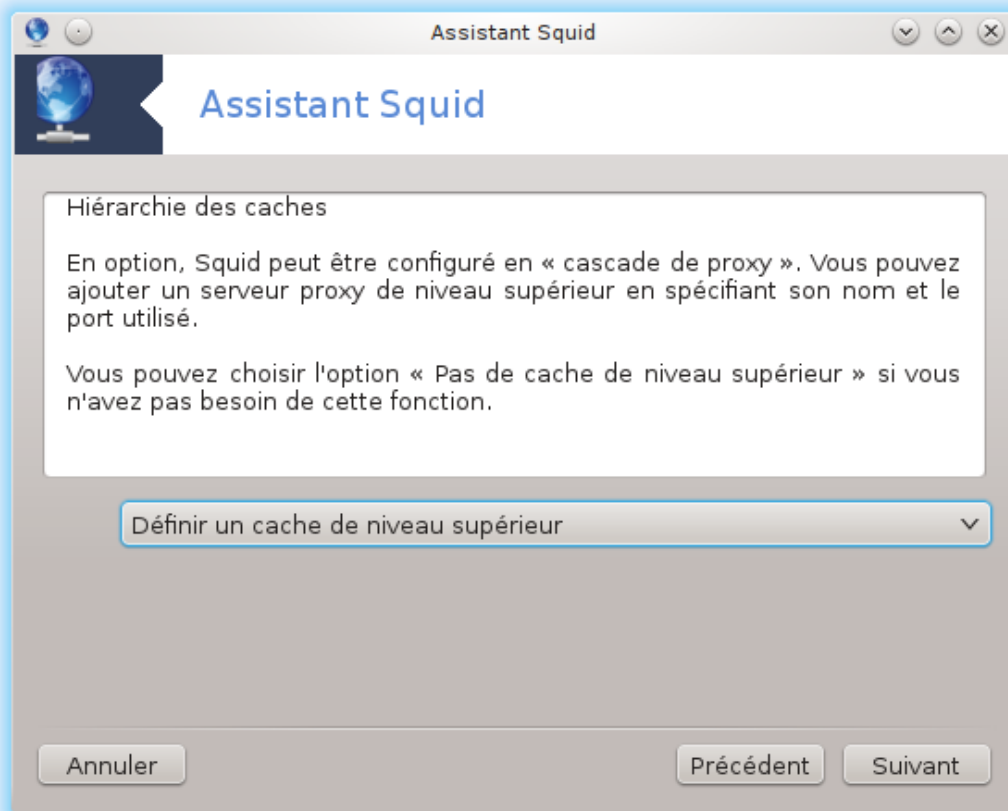 Assistant Squid
Assistant Squid
Hiérarchie des caches
En option, Squid peut être configuré en « cascade de proxy ». Vous pouvez
ajouter un serveur proxy de niveau supérieur en spécifiant son nom et le
port utilisé.
Vous pouvez choisir l'option « Pas de cache de niveau supérieur » si vous
n'avez pas besoin de cette fonction.
Définir un cache de niveau supérieur
Annuler
Précédent
Suivant